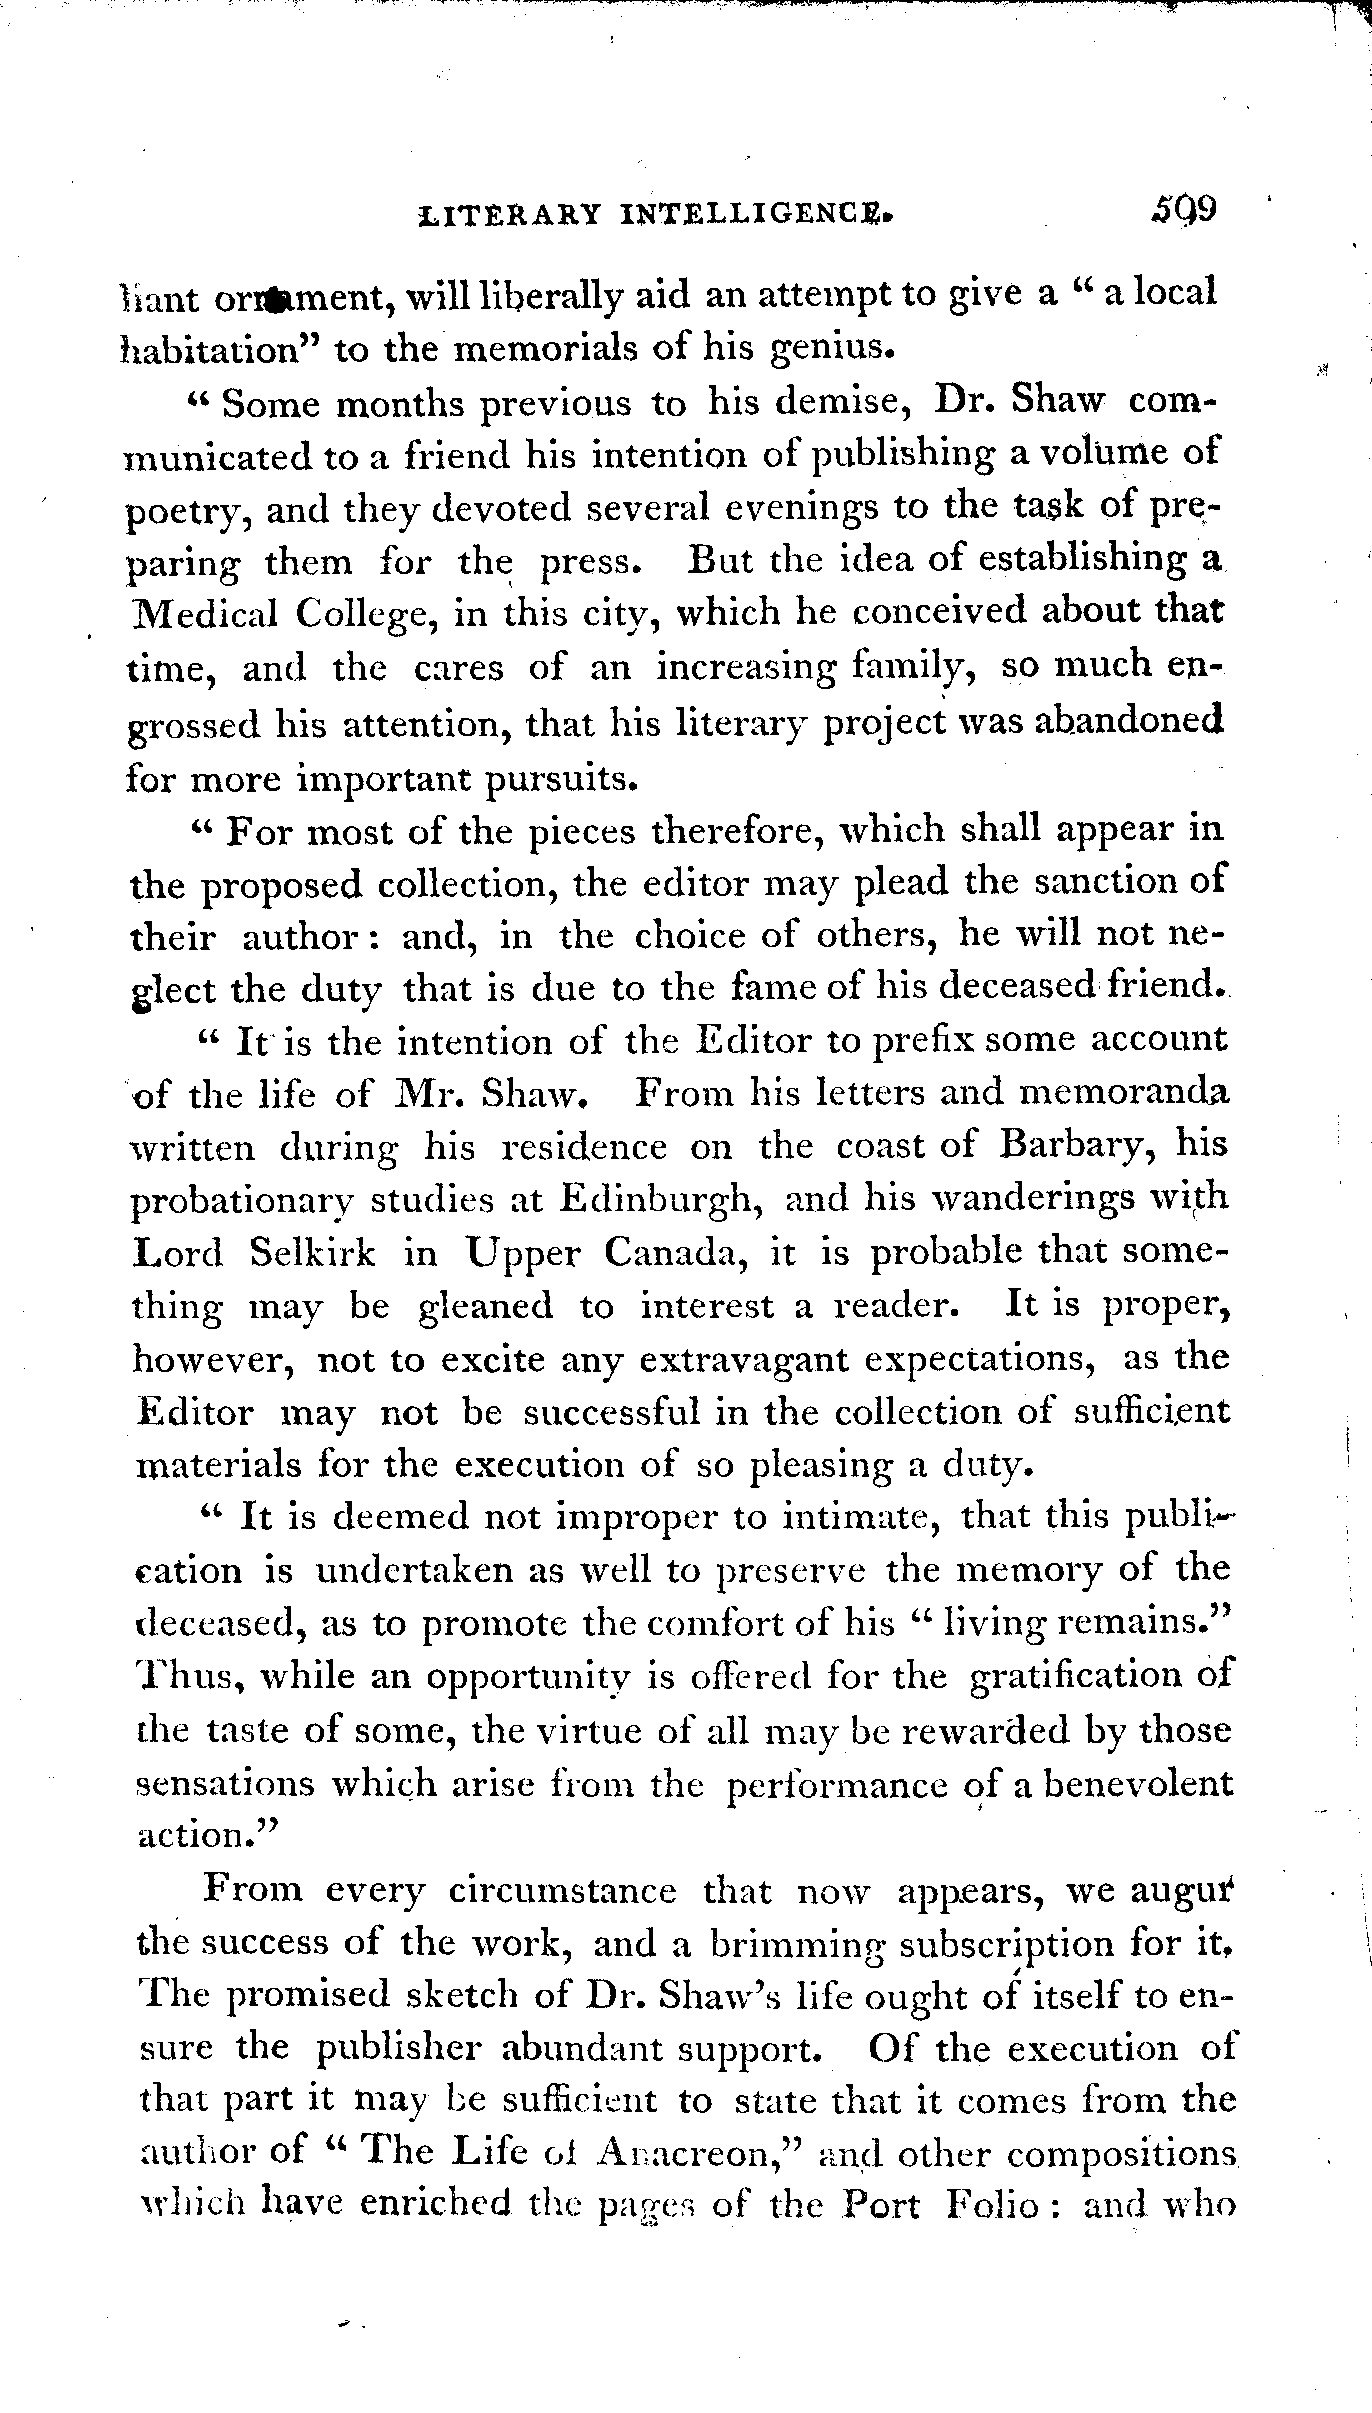 LITERARY INTELLIGENCE. 599
liant ornament, will liberally aid an attempt to give a " a local
habitation" to the memorials of his genius.
" Some months previous to his demise, Dr. Shaw com-
municated to a friend his intention of publishing a volume of
poetry, and they devoted several evenings to the task of pre-
paring them for the press. But the idea of establishing a
Medical College, in this city, which he conceived about that
time, and the cares of an increasing family, so much en-
grossed his attention, that his literary project was abandoned
for more important pursuits.
" For most of the pieces therefore, which shall appear in
the proposed collection, the editor may plead the sanction of
their author : and, in the choice of others, he will not ne-
glect the duty that is due to the fame of his deceased friend.
" It is the intention of the Editor to prefix some account
of the life of Mr. Shaw. From his letters and memoranda
written during his residence on the coast of Barbary, his
probationary studies at Edinburgh, and his wanderings with
Lord Selkirk in Upper Canada, it is probable that some-
thing may be gleaned to interest a reader. It is proper,
however, not to excite any extravagant expectations, as the
Editor may not be successful in the collection of sufficient
materials for the execution of so pleasing a duty.
" It is deemed not improper to intimate, that this publi-
cation is undertaken as well to preserve the memory of the
deceased, as to promote the comfort of his " living remains."
Thus, while an opportunity is offered for the gratification of
the taste of some, the virtue of all may be rewarded by those
sensations which arise from the performance of a benevolent
action."
From every circumstance that now appears, we augur
the success of the work, and a brimming subscription for it.
The promised sketch of Dr. Shaw's life ought of itself to en-
sure the publisher abundant support. Of the execution of
that part it may be sufficient to state that it comes from the
author of " The Life of Anacreon," and other compositions
which have enriched the pages of the Port Folio : and who